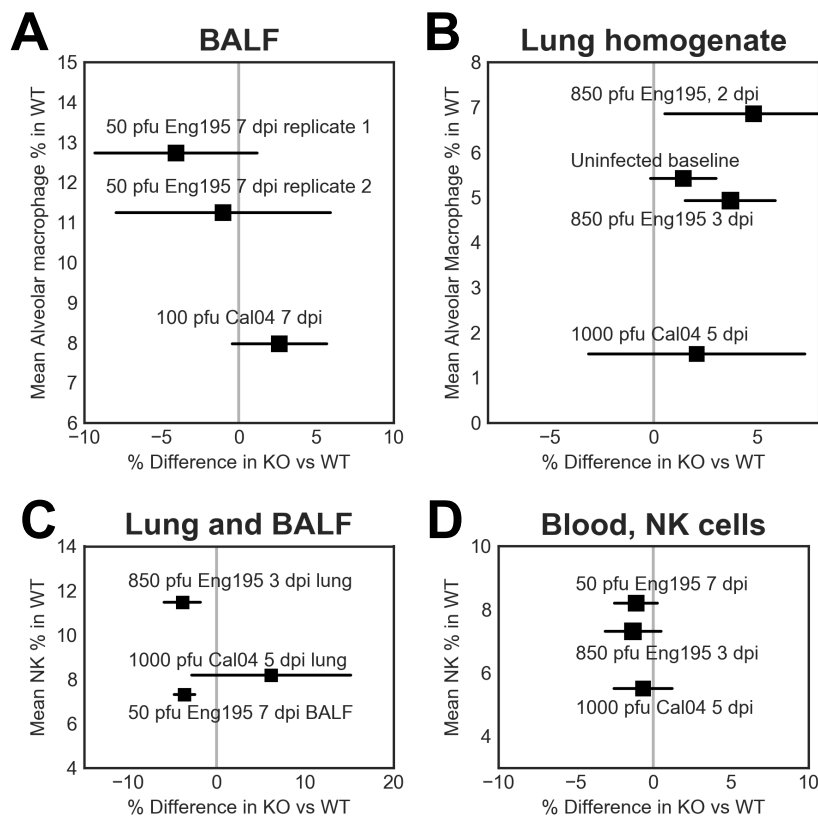 A
BALF
Mean Alveolar macrophage % in WT
15
14
13
12
11
10
9
8
7
6
50 pfu Eng195 7 dpi replicate 1
50 pfu Eng195 7 dpi replicate 2
100 pfu Cal04 7 dpi
−10
−5
0
5
10
% Difference in KO vs WT
B
Lung homogenate
Mean Alveolar Macrophage % in WT
8
7
6
5
4
3
2
1
0
850 pfu Eng195, 2 dpi
Uninfected baseline
850 pfu Eng195 3 dpi
1000 pfu Cal04 5 dpi
−5
0
5
% Difference in KO vs WT
C
Lung and BALF
Mean NK % in WT
14
12
10
8
6
4
850 pfu Eng195 3 dpi lung
1000 pfu Cal04 5 dpi lung
50 pfu Eng195 7 dpi BALF
−10
0
10
20
% Difference in KO vs WT
D
Blood, NK cells
Mean NK % in WT
10
8
6
4
50 pfu Eng195 7 dpi
850 pfu Eng195 3 dpi
1000 pfu Cal04 5 dpi
−10
−5
0
5
10
% Difference in KO vs WT